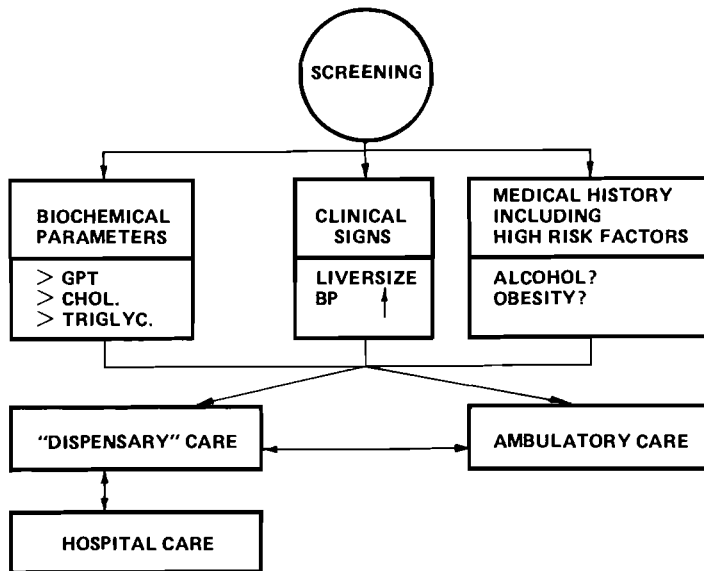 SCREENING
BIOCHEMICAL
PARAMETERS
> GPT
> CHOL.
> TRIGLYC.
CLINICAL
SIGNS
LIVERSIZE
BP
MEDICAL HISTORY
INCLUDING
HIGH RISK FACTORS
ALCOHOL?
OBESITY?
"DISPENSARY" CARE
AMBULATORY CARE
HOSPITAL CARE